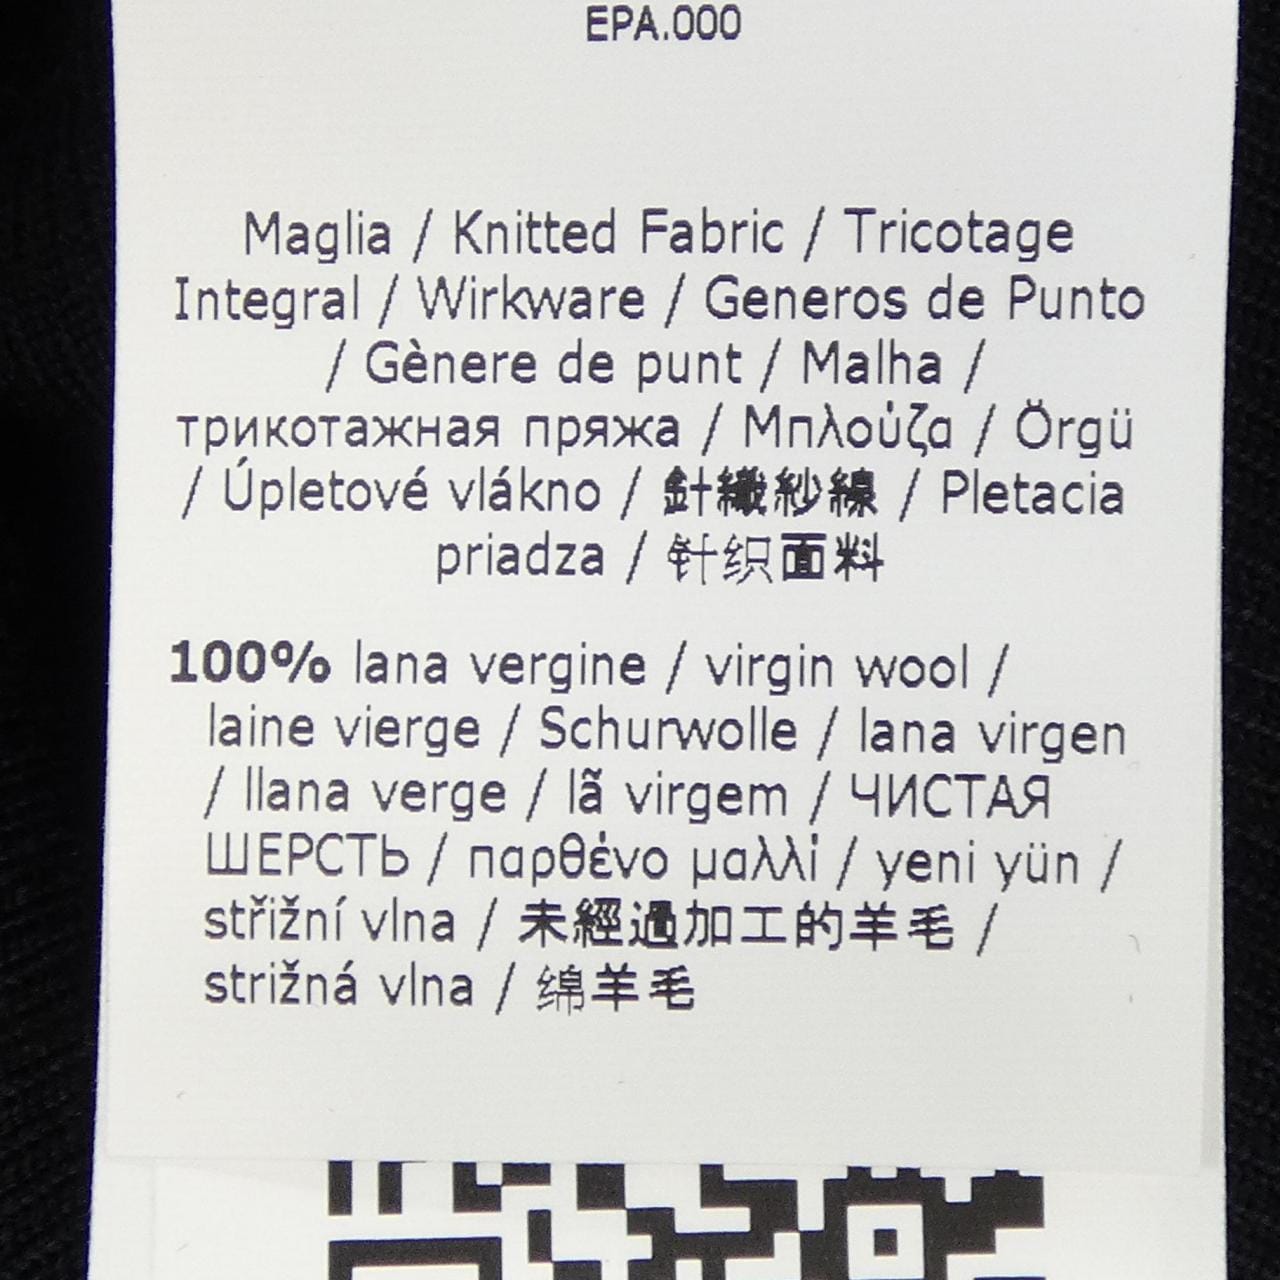 EPA.000
Maglia / Knitted Fabric / Tricotage
Integral / Wirkware / Generos de Punto
/ Gènere de punt / Malha /
трикотажная пряжа / Μπλούζα / Örgü
/ Úpletové vlákno / 針織紗線 / Pletacia
priadza / 针织面料
100% lana vergine / virgin wool /
laine vierge / Schurwolle / lana virgen
/ llana verge / lã virgem / ЧИСТАЯ
ШЕРСТЬ / παρθένο μαλλί / yeni yün /
střižní vlna / 未經過加工的羊毛 /
strižná vlna / 绵羊毛